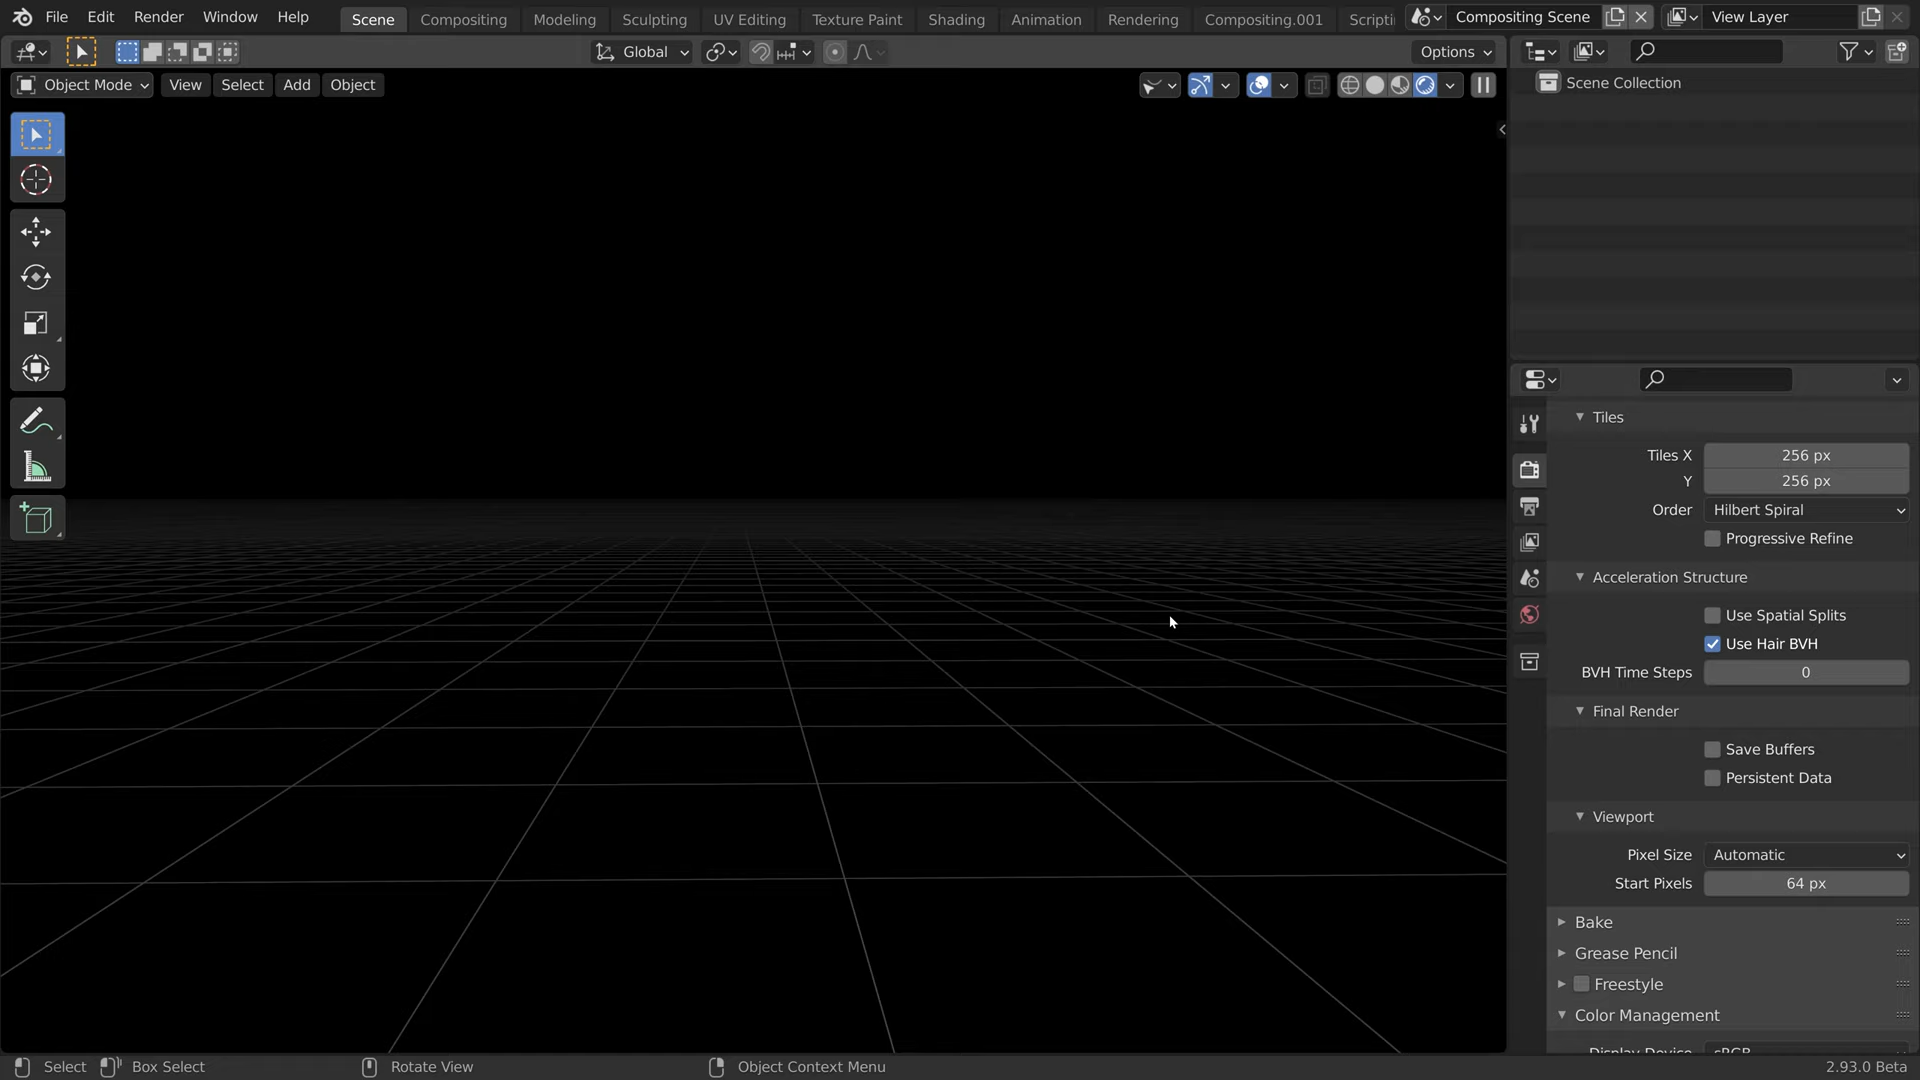 File Edit Render Window Help Scene Compositing Modeling Sculpting UV Editing Texture Paint Shading Animation Rendering Compositing.001 Scripti Compositing Scene View Layer
Global Options
Object Mode View Select Add Object
Scene Collection
Tiles
Tiles X 256 px
Y 256 px
Order Hilbert Spiral
Progressive Refine
Acceleration Structure
Use Spatial Splits
Use Hair BVH
BVH Time Steps 0
Final Render
Save Buffers
Persistent Data
Viewport
Pixel Size Automatic
Start Pixels 64 px
Bake
Grease Pencil
Freestyle
Color Management
Display Device sRGB
Select Box Select Rotate View Object Context Menu 2.93.0 Beta